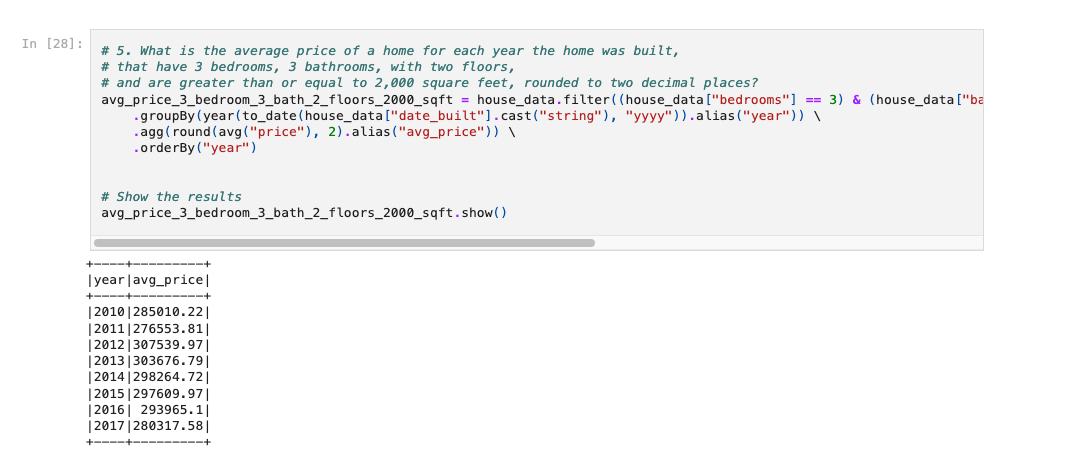 In [28]:
# 5. What is the average price of a home for each year the home was built,
# that have 3 bedrooms, 3 bathrooms, with two floors,
# and are greater than or equal to 2,000 square feet, rounded to two decimal places?
avg_price_3_bedroom_3_bath_2_floors_2000_sqft = house_data.filter((house_data["bedrooms"] == 3) & (house_data["ba
.groupBy(year(to_date(house_data["date_built"].cast("string"), "yyyy")).alias("year")) \
.agg(round(avg("price"), 2).alias("avg_price")) \
.orderBy("year")
# Show the results
avg_price_3_bedroom_3_bath_2_floors_2000_sqft.show()
+----+---------+
|year|avg_price|
+----+---------+
|2010|285010.22|
|2011|276553.81|
|2012|307539.97|
|2013|303676.79|
|2014|298264.72|
|2015|297609.97|
|2016| 293965.1|
|2017|280317.58|
+----+---------+